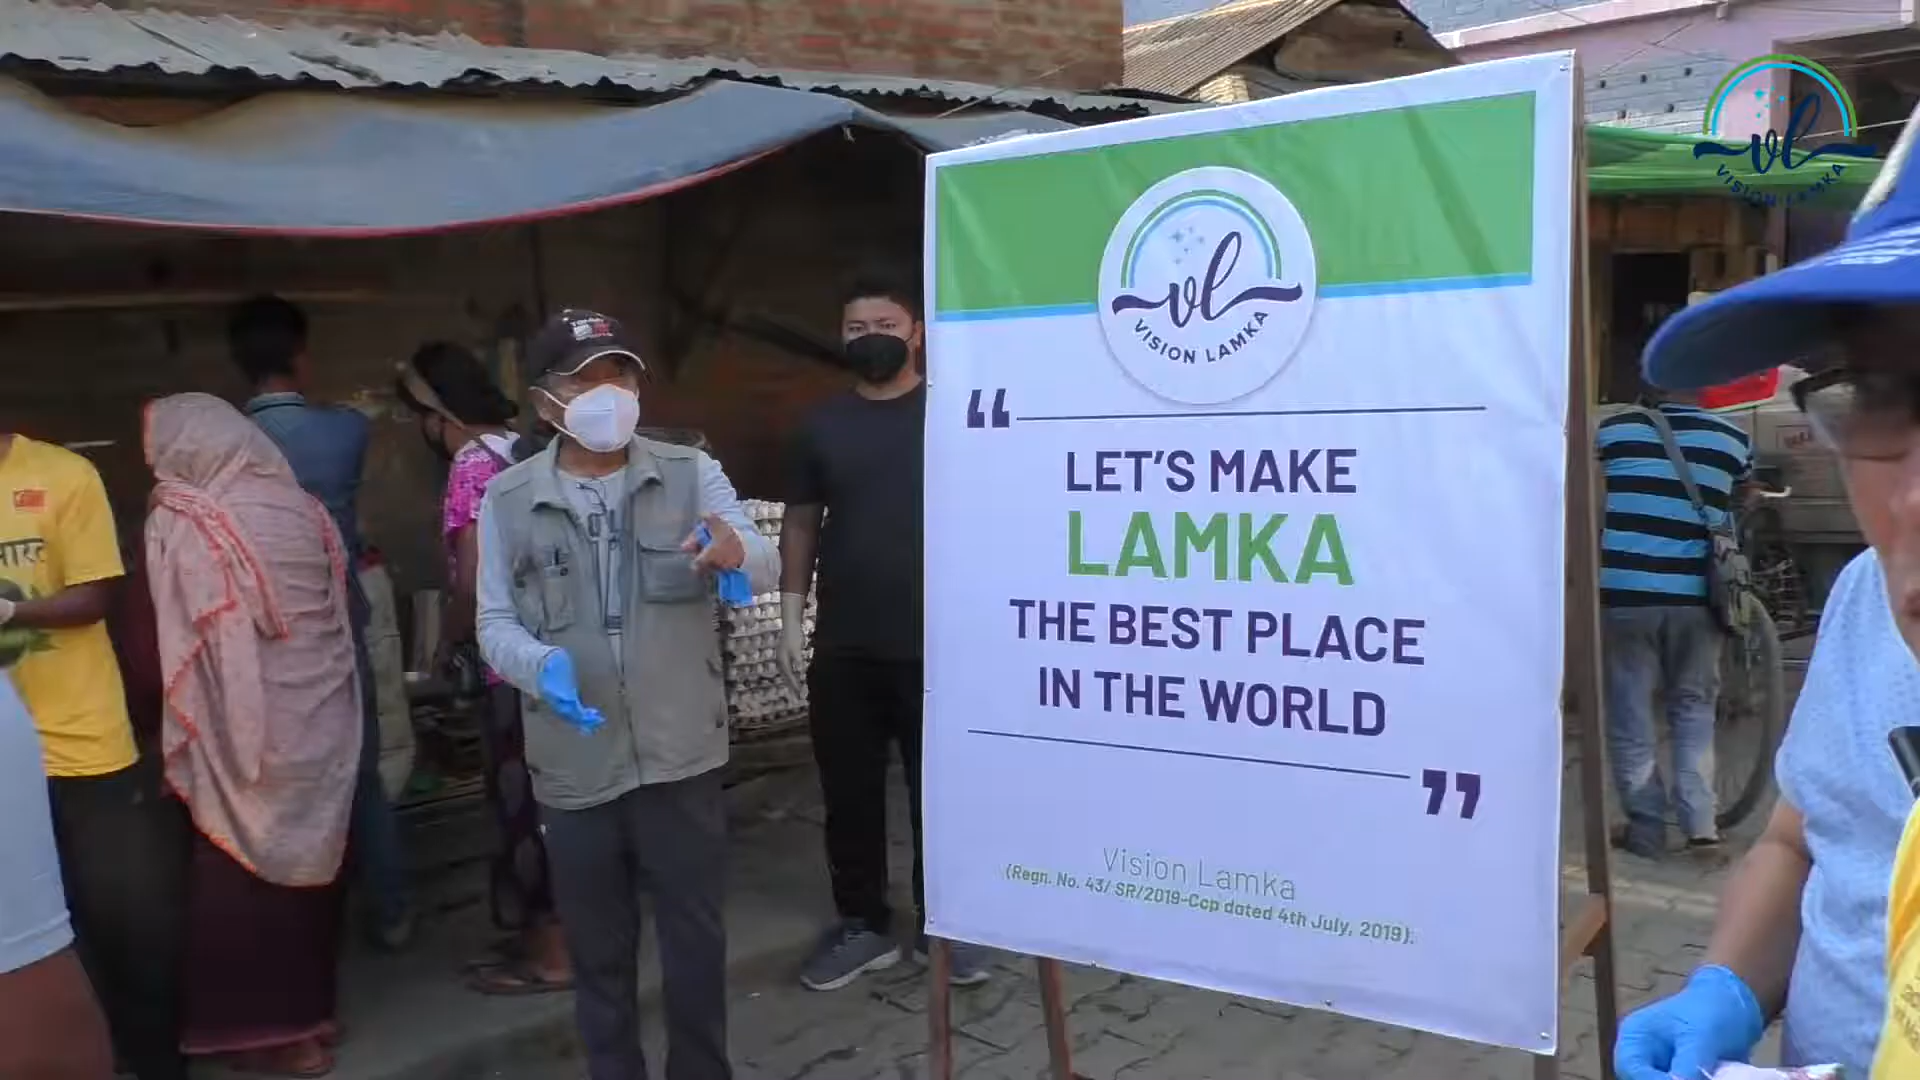 vl
VISION LAMKA
vl
VISION LAMKA
“
LET’S MAKE
LAMKA
THE BEST PLACE
IN THE WORLD
”
Vision Lamka
(Regn. No. 43/ SR/2019-Ccp dated 4th July, 2019).